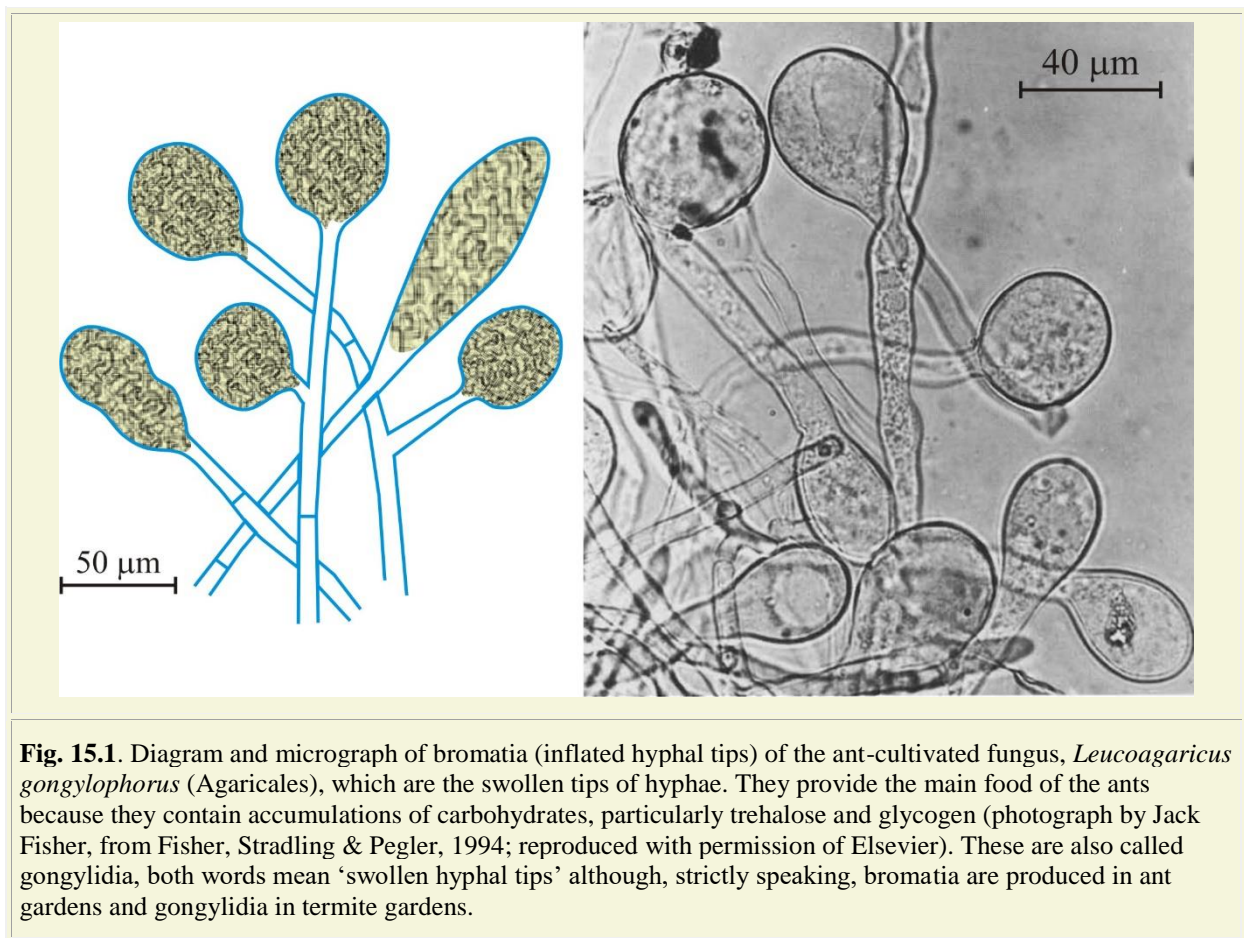 40 μm
50 μm
Fig. 15.1. Diagram and micrograph of bromatia (inflated hyphal tips) of the ant-cultivated fungus, Leucoagaricus
gongylophorus (Agaricales), which are the swollen tips of hyphae. They provide the main food of the ants
because they contain accumulations of carbohydrates, particularly trehalose and glycogen (photograph by Jack
Fisher, from Fisher, Stradling & Pegler, 1994; reproduced with permission of Elsevier). These are also called
gongylidia, both words mean ‘swollen hyphal tips’ although, strictly speaking, bromatia are produced in ant
gardens and gongylidia in termite gardens.